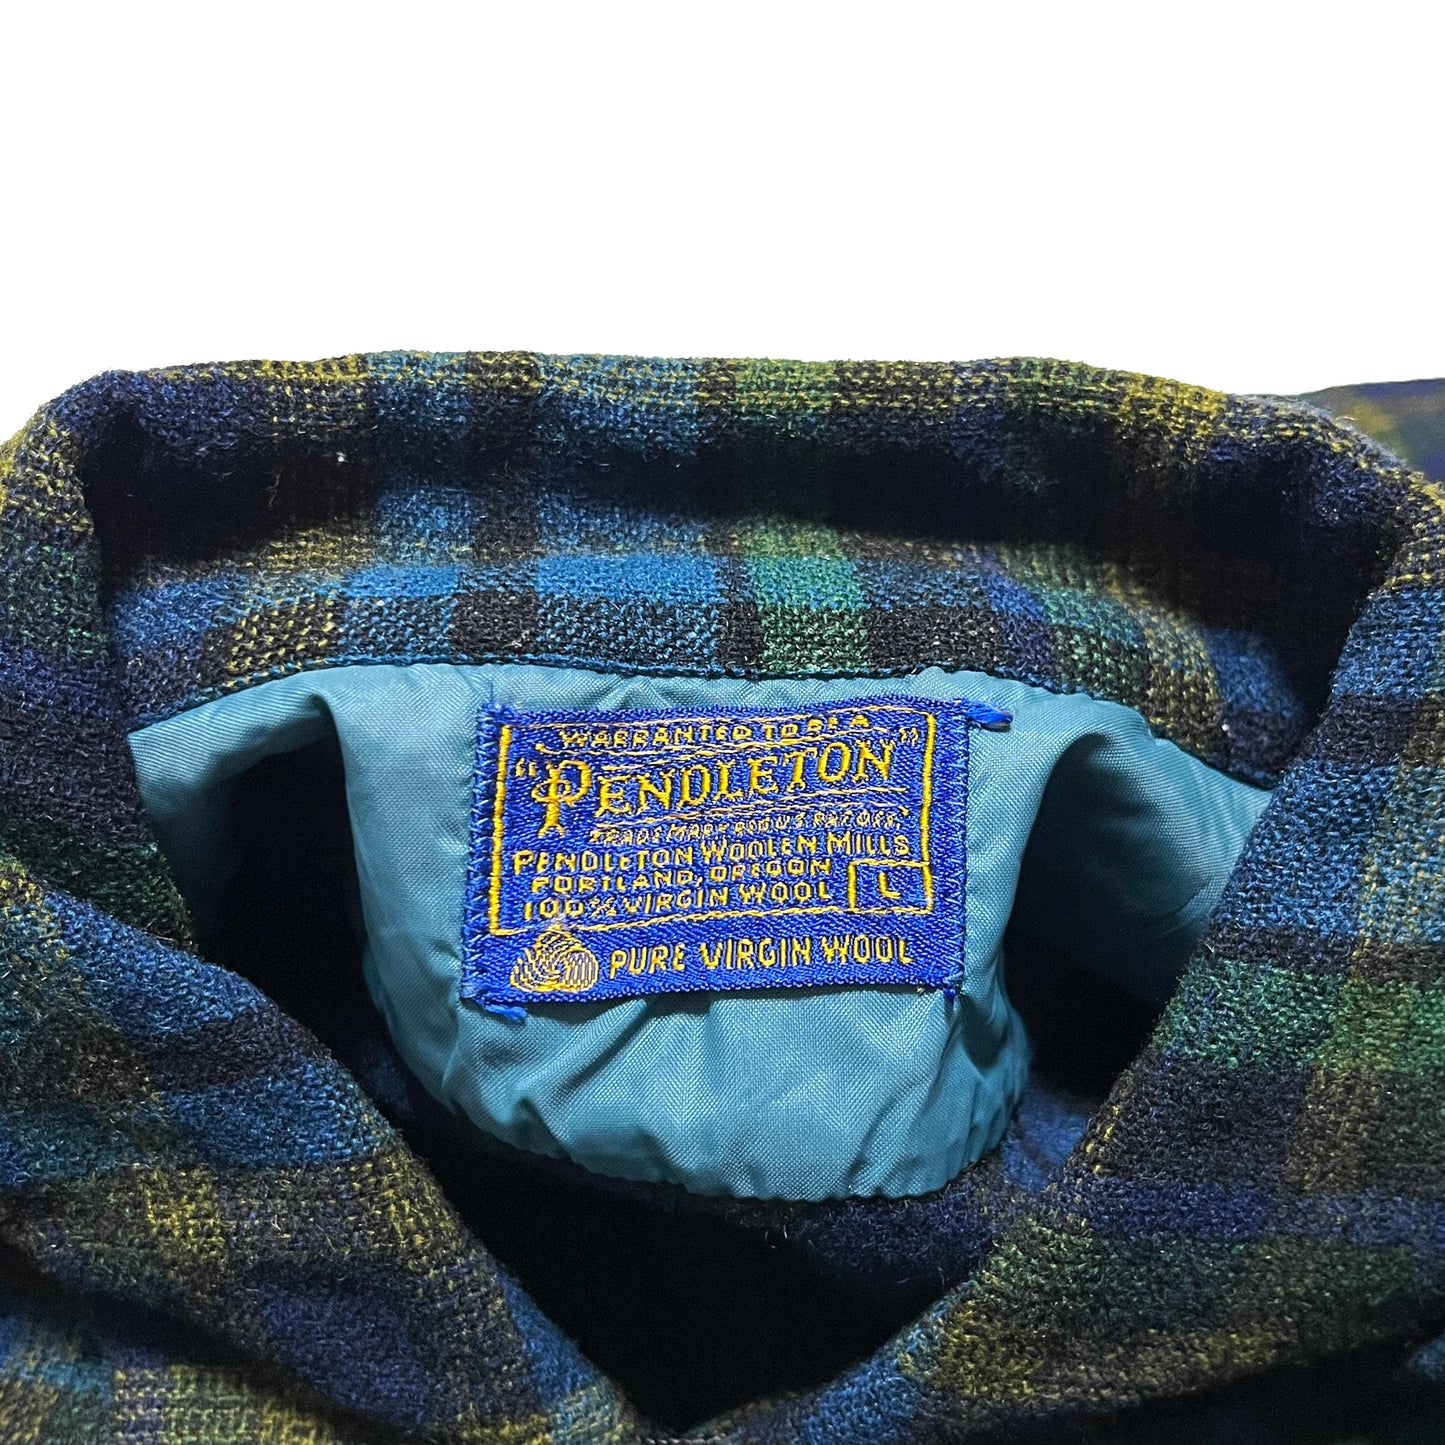 WARRANTED TO BE A
"PENDLETON"
TRADE MARK REG. U.S. PAT. OFF.
PENDLETON WOOLEN MILLS
PORTLAND, OREGON
100% VIRGIN WOOL L
PURE VIRGIN WOOL